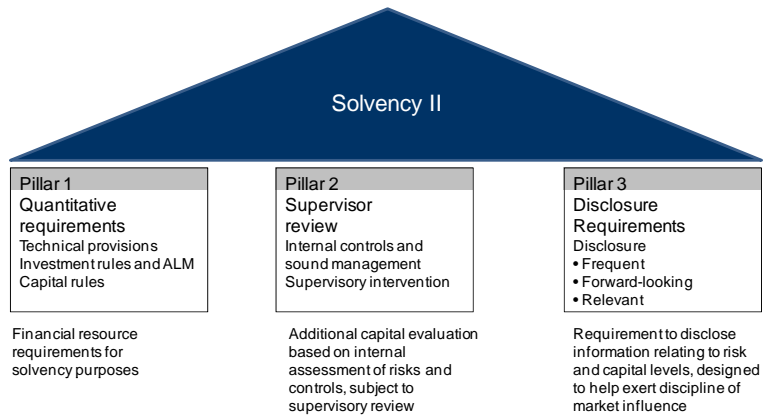 Solvency II
Pillar 1
Quantitative
requirements
Technical provisions
Investment rules and ALM
Capital rules
Financial resource
requirements for
solvency purposes
Pillar 2
Supervisor
review
Internal controls and
sound management
Supervisory intervention
Additional capital evaluation
based on internal
assessment of risks and
controls, subject to
supervisory review
Pillar 3
Disclosure
Requirements
Disclosure
• Frequent
• Forward-looking
• Relevant
Requirement to disclose
information relating to risk
and capital levels, designed
to help exert discipline of
market influence